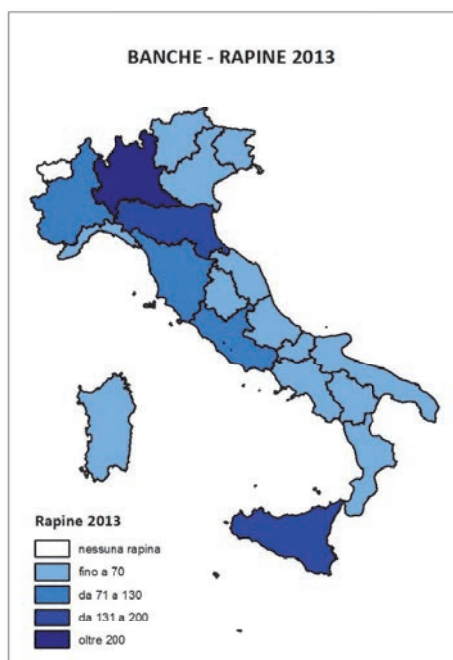 BANCHE - RAPINE 2013
Rapine 2013
nessuna rapina
fino a 70
da 71 a 130
da 131 a 200
oltre 200